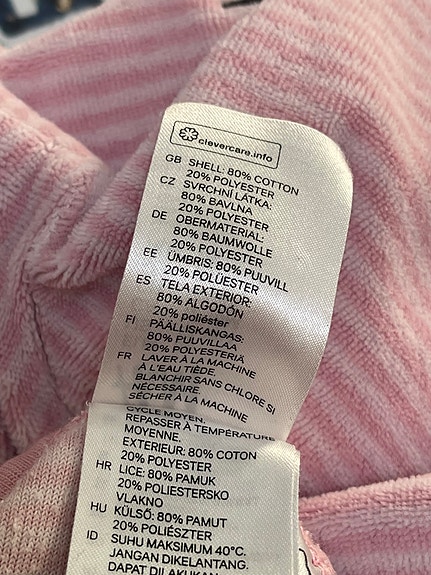 clevercare.info
GB SHELL: 80% COTTON
20% POLYESTER
CZ SVRCHNÍ LÁTKA:
80% BAVLNA
20% POLYESTER
DE OBERMATERIAL:
80% BAUMWOLLE
20% POLYESTER
EE ÜMBRIS: 80% PUUVILL
20% POLÜESTER
ES TELA EXTERIOR:
80% ALGODÓN
20% poliéster
FI PÄÄLLISKANGAS:
80% PUUVILLAA
20% POLYESTERIÄ
FR LAVER À LA MACHINE
À L'EAU TIÈDE.
BLANCHIR SANS CHLORE SI
NÉCESSAIRE.
SÉCHER À LA MACHINE
CYCLE MOYEN.
REPASSER À TEMPÉRATURE
MOYENNE.
EXTERIEUR: 80% COTON
20% POLYESTER
HR LICE: 80% PAMUK
20% POLIESTERSKO
VLAKNO
HU KÜLSŐ: 80% PAMUT
20% POLIÉSZTER
ID SUHU MAKSIMUM 40°C.
JANGAN DIKELANTANG.
DAPAT DILAKUKAN